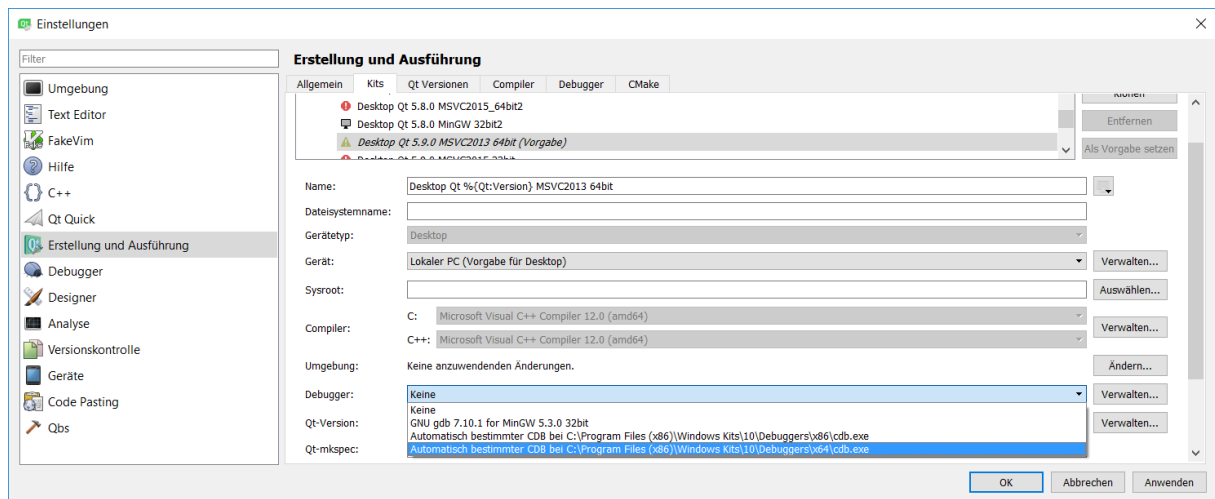 Einstellungen
Filter
Umgebung
Text Editor
FakeVim
Hilfe
C++
Qt Quick
Erstellung und Ausführung
Debugger
Designer
Analyse
Versionskontrolle
Geräte
Code Pasting
Qbs
Erstellung und Ausführung
Allgemein Kits Qt Versionen Compiler Debugger CMake
Desktop Qt 5.8.0 MSVC2015_64bit2
Desktop Qt 5.8.0 MinGW 32bit2
Desktop Qt 5.9.0 MSVC2013 64bit (Vorgabe)
Desktop Qt 5.9.0 MSVC2015 32bit
Klonen
Entfernen
Als Vorgabe setzen
Name: Desktop Qt %{Qt:Version} MSVC2013 64bit
Dateisystemname:
Gerätetyp: Desktop
Gerät: Lokaler PC (Vorgabe für Desktop) Verwalten...
Sysroot: Auswählen...
Compiler: C: Microsoft Visual C++ Compiler 12.0 (amd64)
C++: Microsoft Visual C++ Compiler 12.0 (amd64) Verwalten...
Umgebung: Keine anzuwendenden Änderungen. Ändern...
Debugger: Keine Verwalten...
Keine
Qt-Version: GNU gdb 7.10.1 for MinGW 5.3.0 32bit Verwalten...
Automatisch bestimmter CDB bei C:\Program Files (x86)\Windows Kits\10\Debuggers\x86\cdb.exe
Qt-mkspec: Automatisch bestimmter CDB bei C:\Program Files (x86)\Windows Kits\10\Debuggers\x64\cdb.exe
OK Abbrechen Anwenden